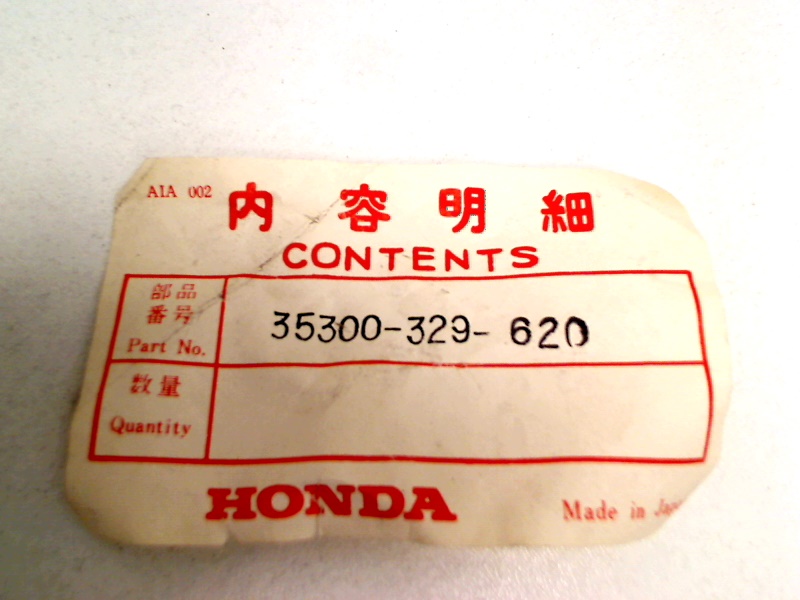 A1A 002
内容明細
CONTENTS
部品
番号
Part No.
35300-329-620
数量
Quantity
HONDA
Made in Japa